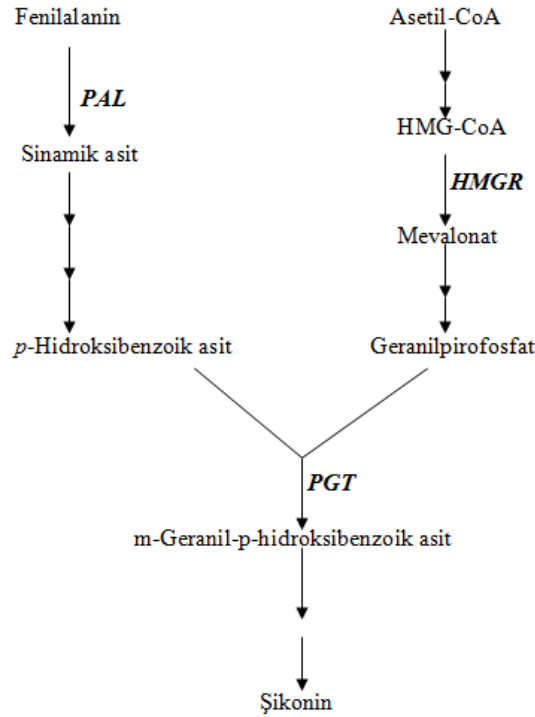 Fenilalanin
Asetil-CoA
PAL
HMG-CoA
Sinamik asit
HMGR
Mevalonat
p-Hidroksibenzoik asit
Geranilpirofosfat
PGT
m-Geranil-p-hidroksibenzoik asit
Şikonin